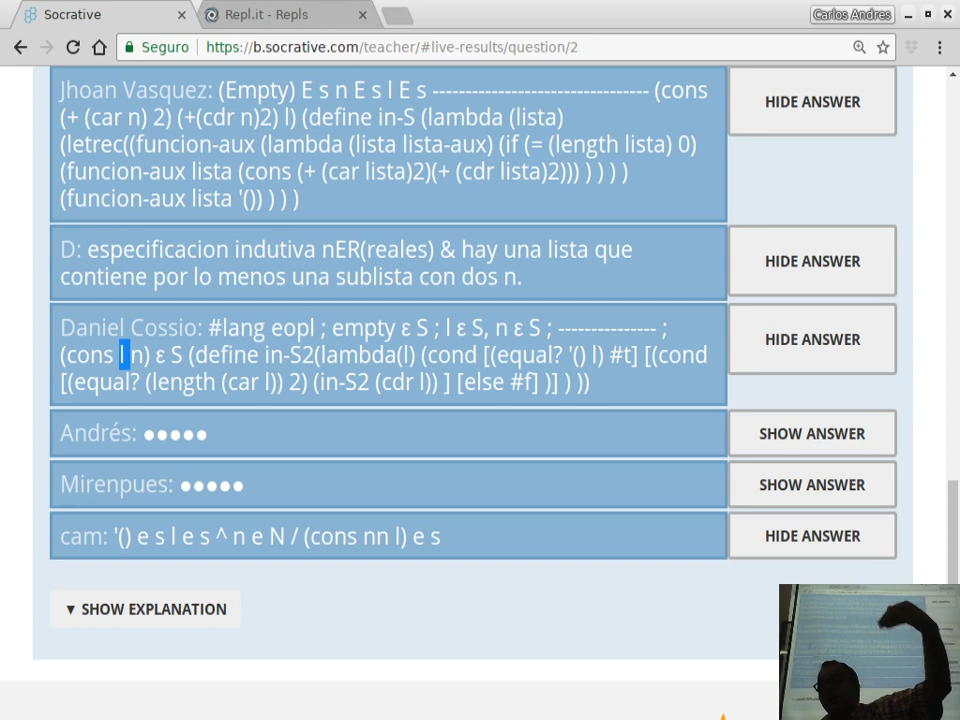 Socrative
Repl.it - Repls
Carlos Andres
Seguro
https://b.socrative.com/teacher/#live-results/question/2
Jhoan Vasquez: (Empty) E s n E s l E s --------------------------------- (cons
(+ (car n) 2) (+(cdr n)2) l) (define in-S (lambda (lista)
(letrec((funcion-aux (lambda (lista lista-aux) (if (= (length lista) 0)
(funcion-aux lista (cons (+ (car lista)2)(+ (cdr lista)2))) ) ) ) )
(funcion-aux lista '()) ) ) )
HIDE ANSWER
D: especificacion indutiva nER(reales) & hay una lista que
contiene por lo menos una sublista con dos n.
HIDE ANSWER
Daniel Cossio: #lang eopl ; empty ε S ; l ε S, n ε S ; --------------- ;
(cons l n) ε S (define in-S2(lambda(l) (cond [(equal? '() l) #t] [(cond
[(equal? (length (car l)) 2) (in-S2 (cdr l)) ] [else #f] )] ) ))
HIDE ANSWER
Andrés: ●●●●●
SHOW ANSWER
Mirenpues: ●●●●●
SHOW ANSWER
cam: '() e s l e s ^ n e N / (cons nn l) e s
HIDE ANSWER
▼ SHOW EXPLANATION